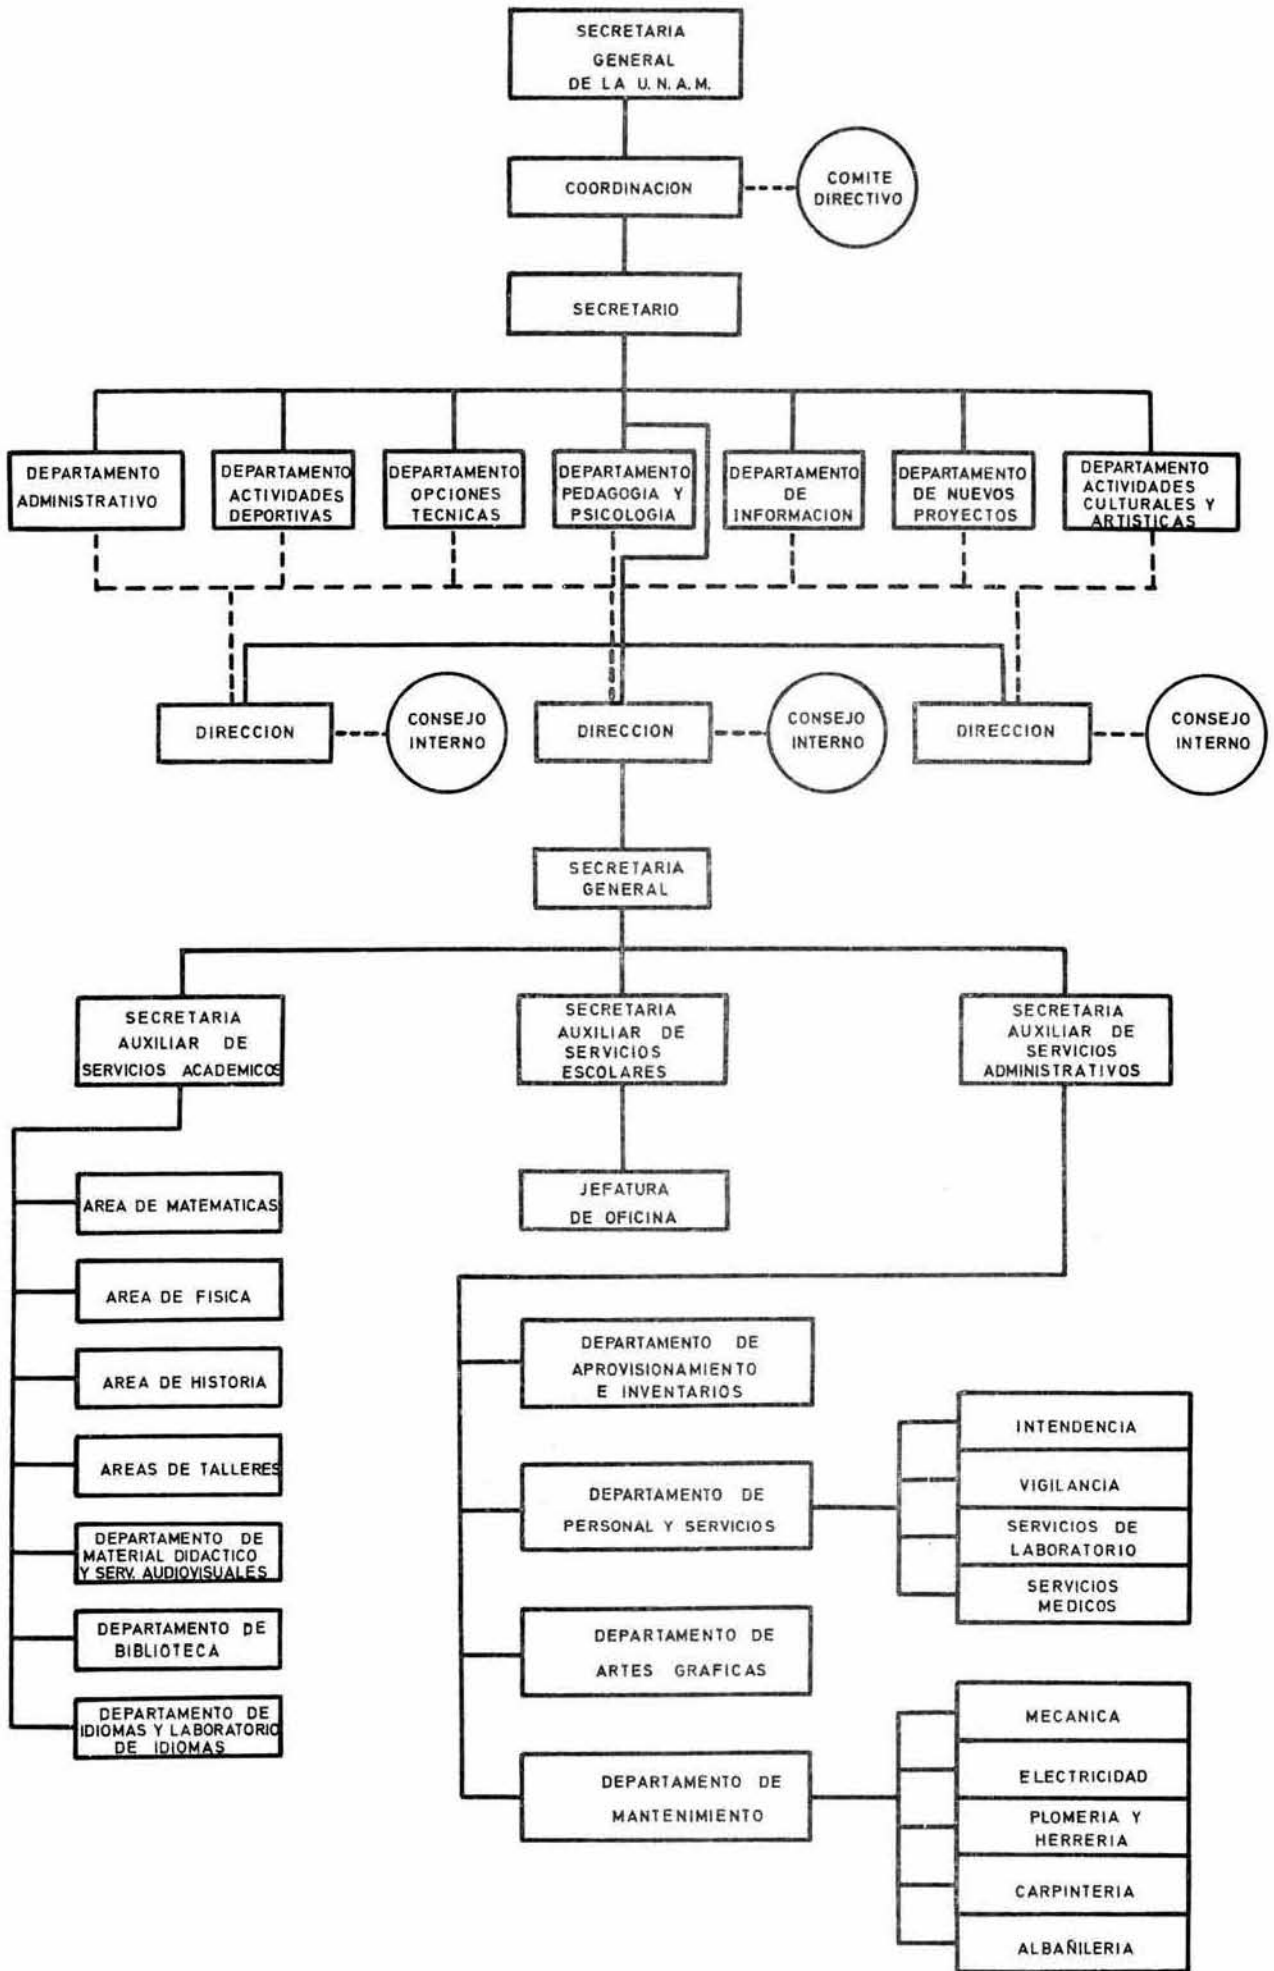 SECRETARIA
GENERAL
DE LA U.N.A.M.
COORDINACION
COMITE
DIRECTIVO
SECRETARIO
DEPARTAMENTO
ADMINISTRATIVO
DEPARTAMENTO
ACTIVIDADES
DEPORTIVAS
DEPARTAMENTO
OPCIONES
TECNICAS
DEPARTAMENTO
PEDAGOGIA Y
PSICOLOGIA
DEPARTAMENTO
DE
INFORMACION
DEPARTAMENTO
DE NUEVOS
PROYECTOS
DEPARTAMENTO
ACTIVIDADES
CULTURALES Y
ARTISTICAS
DIRECCION
CONSEJO
INTERNO
DIRECCION
CONSEJO
INTERNO
DIRECCION
CONSEJO
INTERNO
SECRETARIA
GENERAL
SECRETARIA
AUXILIAR DE
SERVICIOS ACADEMICOS
SECRETARIA
AUXILIAR DE
SERVICIOS
ESCOLARES
SECRETARIA
AUXILIAR DE
SERVICIOS
ADMINISTRATIVOS
AREA DE MATEMATICAS
AREA DE FISICA
AREA DE HISTORIA
AREAS DE TALLERES
DEPARTAMENTO DE
MATERIAL DIDACTICO
Y SERV. AUDIOVISUALES
DEPARTAMENTO DE
BIBLIOTECA
DEPARTAMENTO DE
IDIOMAS Y LABORATORIO
DE IDIOMAS
JEFATURA
DE OFICINA
DEPARTAMENTO DE
APROVISIONAMIENTO
E INVENTARIOS
DEPARTAMENTO DE
PERSONAL Y SERVICIOS
INTENDENCIA
VIGILANCIA
SERVICIOS DE
LABORATORIO
SERVICIOS
MEDICOS
DEPARTAMENTO DE
ARTES GRAFICAS
DEPARTAMENTO DE
MANTENIMIENTO
MECANICA
ELECTRICIDAD
PLOMERIA Y
HERRERIA
CARPINTERIA
ALBAÑILERIA